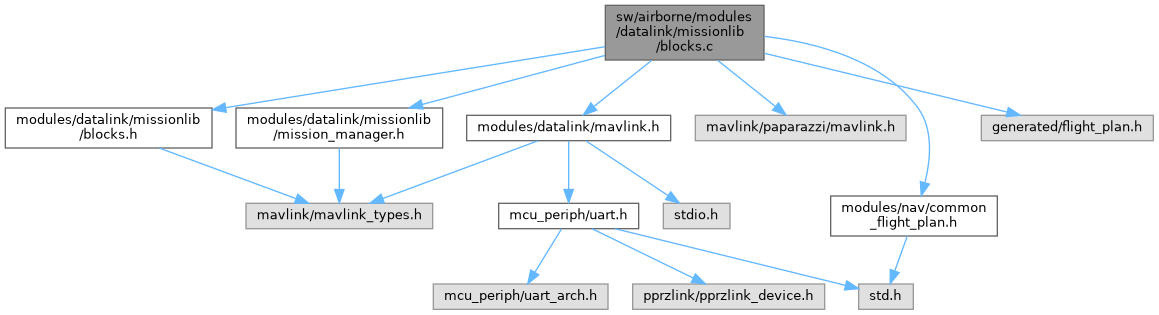 sw/airborne/modules
/datalink/missionlib
/blocks.c
modules/datalink/missionlib
/blocks.h
modules/datalink/missionlib
/mission_manager.h
modules/datalink/mavlink.h
mavlink/paparazzi/mavlink.h
generated/flight_plan.h
mavlink/mavlink_types.h
mcu_periph/uart.h
stdio.h
modules/nav/common
_flight_plan.h
mcu_periph/uart_arch.h
pprzlink/pprzlink_device.h
std.h